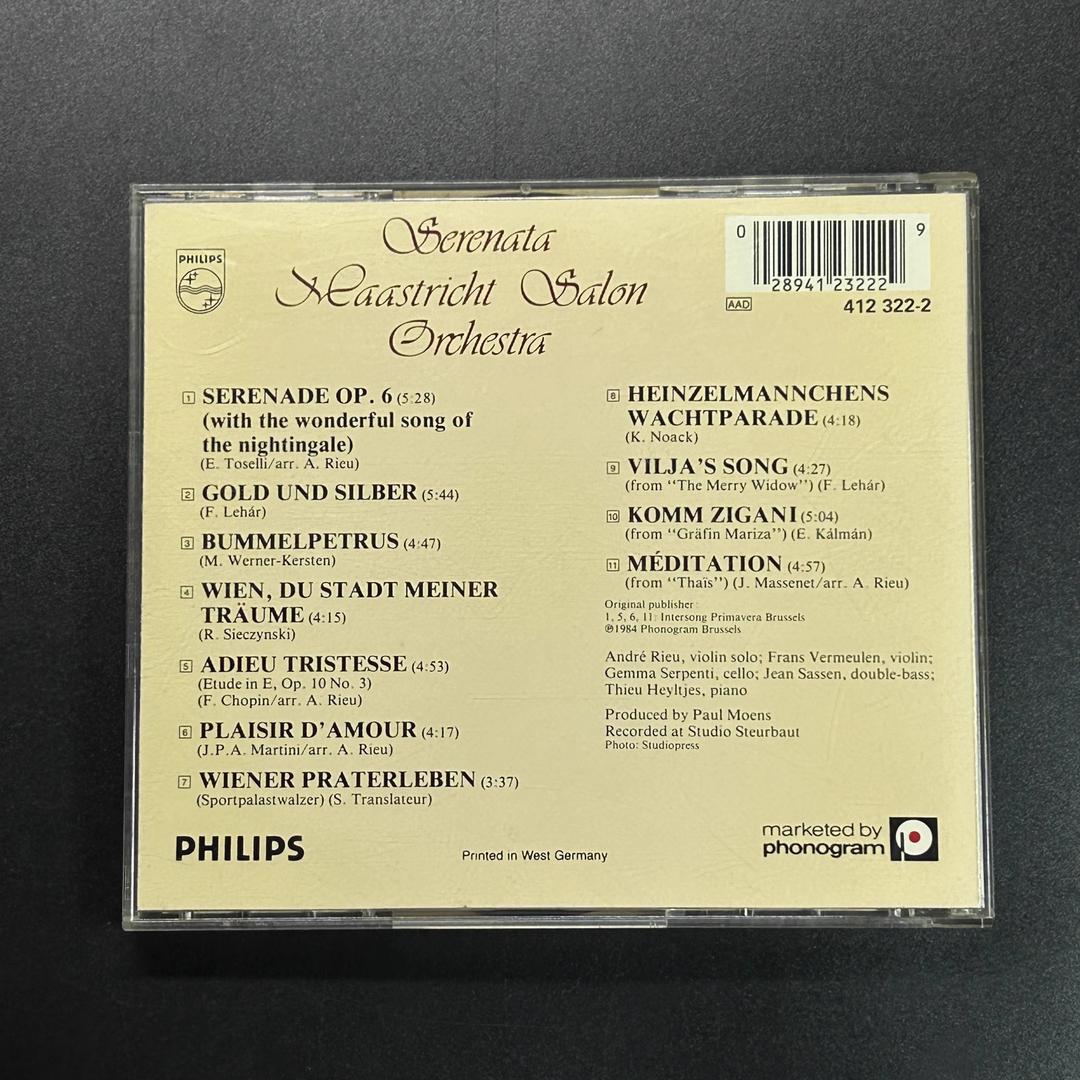 Serenata
Maastricht Salon
Orchestra
PHILIPS
0 28941 23222 9
AAD
412 322-2
1 SERENADE OP. 6 (5:28)
(with the wonderful song of
the nightingale)
(E. Toselli/arr. A. Rieu)
2 GOLD UND SILBER (5:44)
(F. Lehár)
3 BUMMELPETRUS (4:47)
(M. Werner-Kersten)
4 WIEN, DU STADT MEINER
TRÄUME (4:15)
(R. Sieczynski)
5 ADIEU TRISTESSE (4:53)
(Etude in E, Op. 10 No. 3)
(F. Chopin/arr. A. Rieu)
6 PLAISIR D'AMOUR (4:17)
(J.P.A. Martini/arr. A. Rieu)
7 WIENER PRATERLEBEN (3:37)
(Sportpalastwalzer) (S. Translateur)
8 HEINZELMANNCHENS
WACHTPARADE (4:18)
(K. Noack)
9 VILJA'S SONG (4:27)
(from "The Merry Widow") (F. Lehár)
10 KOMM ZIGANI (5:04)
(from "Gräfin Mariza") (E. Kálmán)
11 MÉDITATION (4:57)
(from "Thaïs") (J. Massenet/arr. A. Rieu)
Original publisher:
1, 5, 6, 11: Intersong Primavera Brussels
℗1984 Phonogram Brussels
André Rieu, violin solo; Frans Vermeulen, violin;
Gemma Serpenti, cello; Jean Sassen, double-bass;
Thieu Heyltjes, piano
Produced by Paul Moens
Recorded at Studio Steurbaut
Photo: Studiopress
PHILIPS
Printed in West Germany
marketed by
phonogram